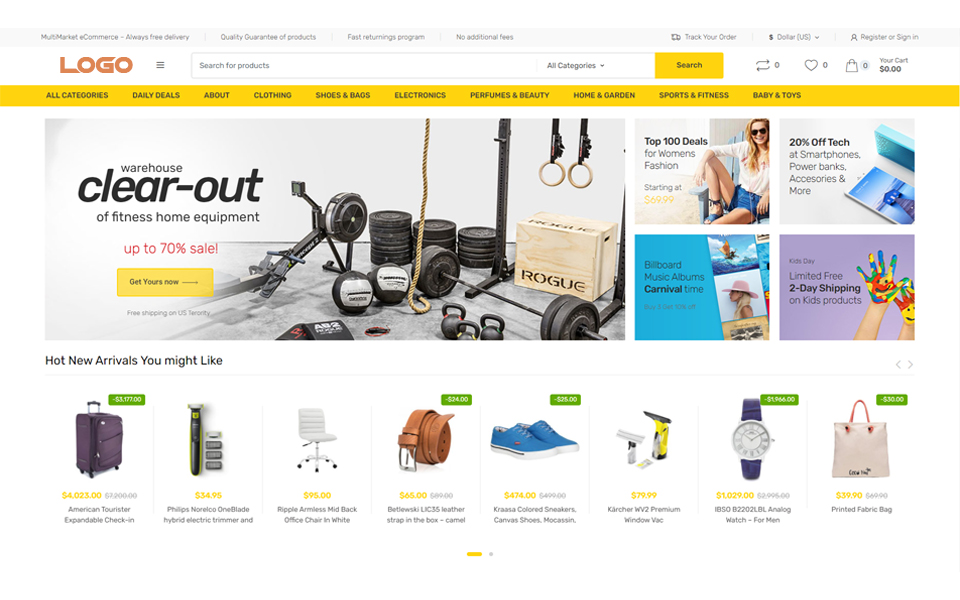 MultiMarket eCommerce – Always free delivery
Quality Guarantee of products
Fast returnings program
No additional fees
Track Your Order
$ Dollar (US)
Register or Sign in
LOGO
Search for products
All Categories
Search
0
0
0
Your Cart
$0.00
ALL CATEGORIES
DAILY DEALS
ABOUT
CLOTHING
SHOES & BAGS
ELECTRONICS
PERFUMES & BEAUTY
HOME & GARDEN
SPORTS & FITNESS
BABY & TOYS
warehouse
clear-out
of fitness home equipment
up to 70% sale!
Get Yours now
Free shipping on US Terority
ROGUE
ROGUE
Top 100 Deals
for Womens
Fashion
Starting at
$69.99
20% Off Tech
at Smartphones,
Power banks,
Accesories &
More
Billboard
Music Albums
Carnival time
Buy 3 Get 10% off
Kids Day
Limited Free
2-Day Shipping
on Kids products
Hot New Arrivals You might Like
-$3,177.00
$4,023.00 $7,200.00
American Tourister
Expandable Check-in
$34.95
Philips Norelco OneBlade
hybrid electric trimmer and
$95.00
Ripple Armless Mid Back
Office Chair In White
-$24.00
$65.00 $89.00
Betlewski LIC35 leather
strap in the box – camel
-$25.00
$474.00 $499.00
Kraasa Colored Sneakers,
Canvas Shoes, Mocassin,
$79.99
Kärcher WV2 Premium
Window Vac
-$1,966.00
$1,029.00 $2,995.00
IBSO B2202LBL Analog
Watch – For Men
-$30.00
$39.90 $69.90
Printed Fabric Bag